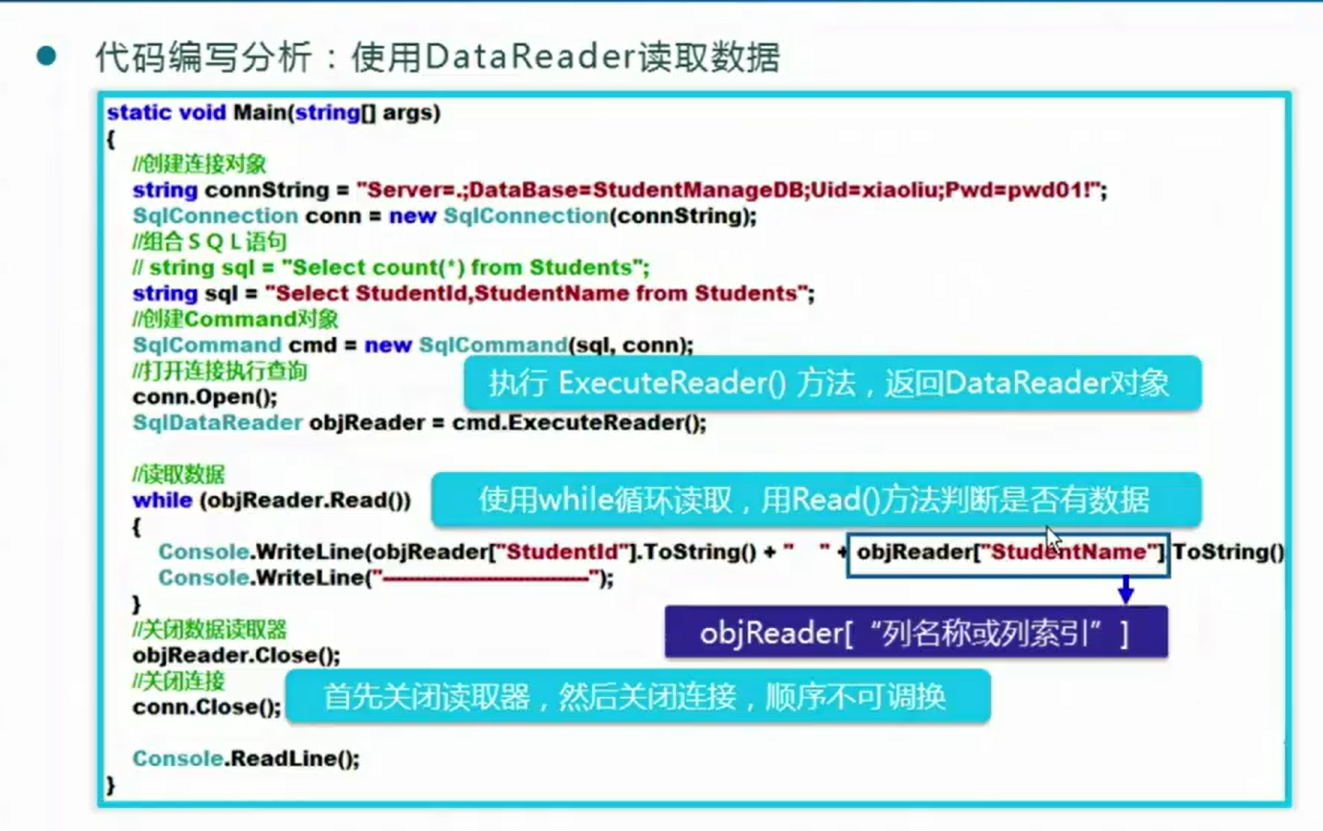 代码编写分析：使用DataReader读取数据
static void Main(string[] args)
{
//创建连接对象
string connString = "Server=.;DataBase=StudentManageDB;Uid=xiaoliu;Pwd=pwd01!";
SqlConnection conn = new SqlConnection(connString);
//组合ＳＱＬ语句
// string sql = "Select count(*) from Students";
string sql = "Select StudentId,StudentName from Students";
//创建Command对象
SqlCommand cmd = new SqlCommand(sql, conn);
//打开连接执行查询
执行 ExecuteReader() 方法，返回DataReader对象
conn.Open();
SqlDataReader objReader = cmd.ExecuteReader();
//读取数据
while (objReader.Read())
使用while循环读取，用Read()方法判断是否有数据
{
Console.WriteLine(objReader["StudentId"].ToString() + "   " + objReader["StudentName"].ToString()
Console.WriteLine("-----------------------------");
}
//关闭数据读取器
objReader[“列名称或列索引”]
objReader.Close();
//关闭连接
conn.Close();
首先关闭读取器，然后关闭连接，顺序不可调换
Console.ReadLine();
}